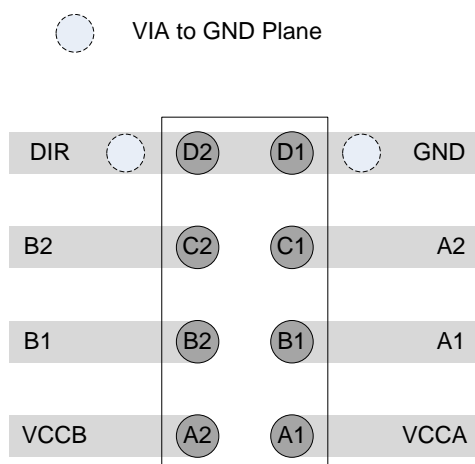 VIA to GND Plane
DIR D2 D1 GND
B2 C2 C1 A2
B1 B2 B1 A1
VCCB A2 A1 VCCA